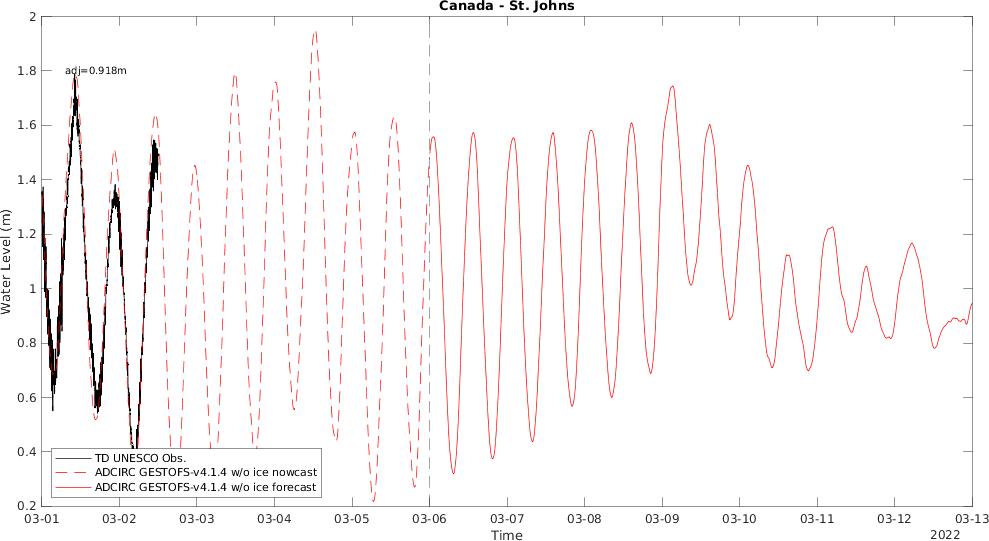 Canada - St. Johns
2
1.8
1.6
1.4
1.2
1
0.8
0.6
0.4
0.2
Water Level (m)
adj=0.918m
TD UNESCO Obs.
ADCIRC GESTOFS-v4.1.4 w/o ice nowcast
ADCIRC GESTOFS-v4.1.4 w/o ice forecast
03-01 03-02 03-03 03-04 03-05 03-06 03-07 03-08 03-09 03-10 03-11 03-12 03-13
Time
2022